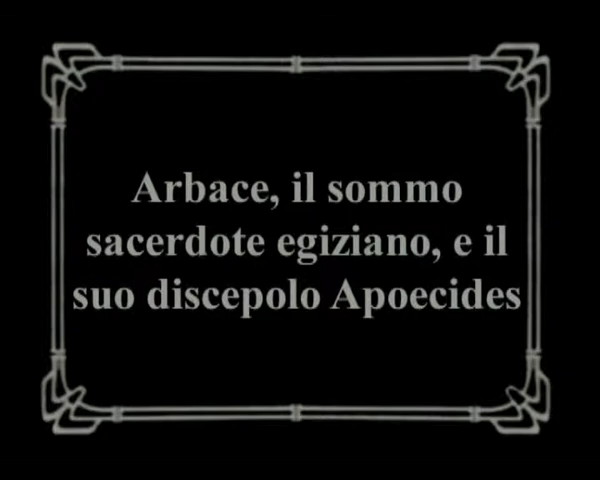 Arbace, il sommo
sacerdote egiziano, e il
suo discepolo Apoecides